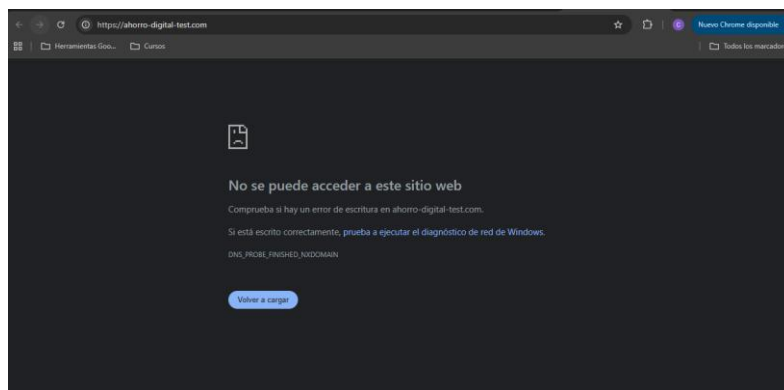 https://ahorro-digital-test.com
C
Nuevo Chrome disponible
Herramientas Goo...
Cursos
Todos los marcador
No se puede acceder a este sitio web
Comprueba si hay un error de escritura en ahorro-digital-test.com.
Si está escrito correctamente, prueba a ejecutar el diagnóstico de red de Windows.
DNS_PROBE_FINISHED_NXDOMAIN
Volver a cargar